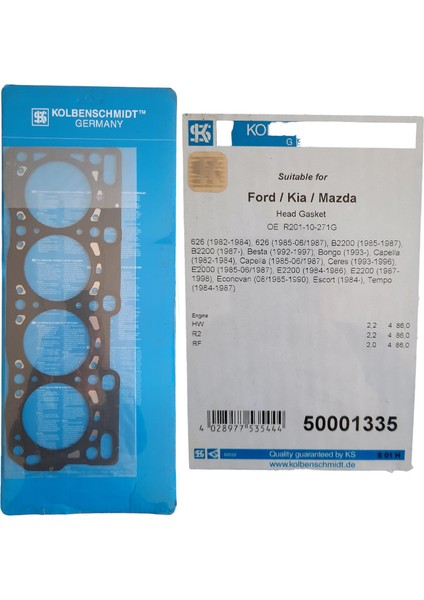 KS KOLBENSCHMIDT™
GERMANY
KS KO
G
Suitable for
Ford / Kia / Mazda
Head Gasket
OE R201-10-271G
626 (1982-1984), 626 (1985-06/1987), B2200 (1985-1987),
B2200 (1987-), Besta (1992-1997), Bongo (1993-), Capella
(1982-1984), Capella (1985-06/1987), Ceres (1993-1996),
E2000 (1985-06/1987), E2200 (1984-1986), E2200 (1987-
1998), Econovan (08/1985-1990), Escort (1984-), Tempo
(1984-1987)
Engine
HW 2,2 4 86,0
R2 2,2 4 86,0
RF 2,0 4 86,0
4 028977 535444
50001335
Quality guaranteed by KS
www.kolbenschmidt.de